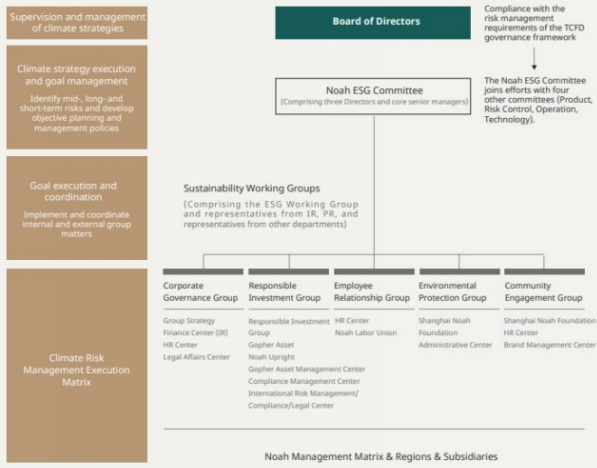 Supervision and management
of climate strategies
Board of Directors
Compliance with the
risk management
requirements of the TCFD
governance framework
Climate strategy execution
and goal management
Identify mid-, long- and
short-term risks and develop
objective planning and
management policies
Noah ESG Committee
(Comprising three Directors and core senior managers)
The Noah ESG Committee
joins efforts with four
other committees (Product,
Risk Control, Operation,
Technology).
Goal execution and
coordination
Implement and coordinate
internal and external group
matters
Sustainability Working Groups
(Comprising the ESG Working Group
and representatives from IR, PR, and
representatives from other departments)
Climate Risk
Management Execution
Matrix
Corporate
Governance Group
Group Strategy
Finance Center (IR)
HR Center
Legal Affairs Center
Responsible
Investment Group
Responsible Investment
Group
Gopher Asset
Noah Upright
Gopher Asset Management Center
Compliance Management Center
International Risk Management/
Compliance/Legal Center
Employee
Relationship Group
HR Center
Noah Labor Union
Environmental
Protection Group
Shanghai Noah
Foundation
Administrative Center
Community
Engagement Group
Shanghai Noah Foundation
HR Center
Brand Management Center
Noah Management Matrix & Regions & Subsidiaries